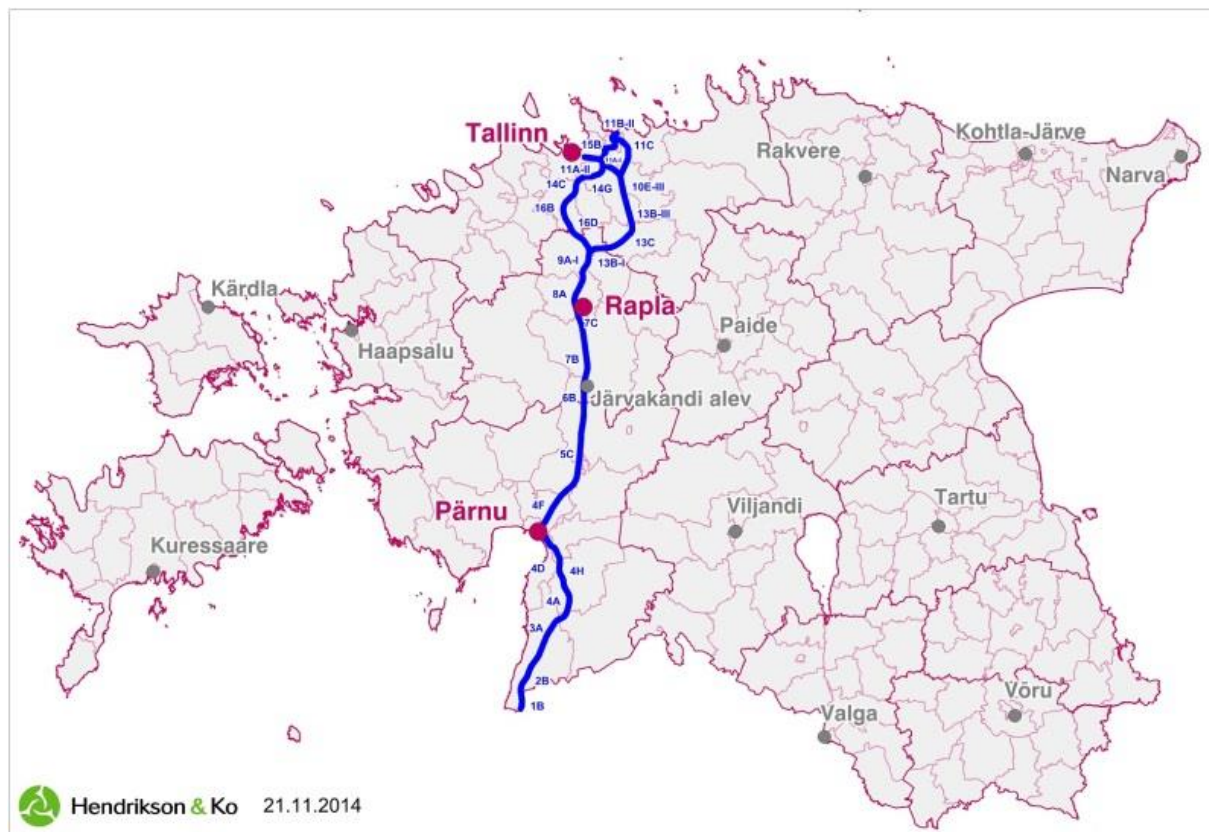 11B-II
Tallinn
15B
11C
Kohtla-Järve
Rakvere
Narva
11A-II
14C
14G
10E-III
16B
16D
13B-III
13C
9A-I
13B-I
Kärdla
8A
Rapla
7C
Haapsalu
Paide
7B
6B
Järvakandi alev
5C
4F
Pärnu
Viljandi
Tartu
Kuressaare
4D
4H
4A
3A
2B
1B
Võru
Valga
Hendrikson & Ko 21.11.2014